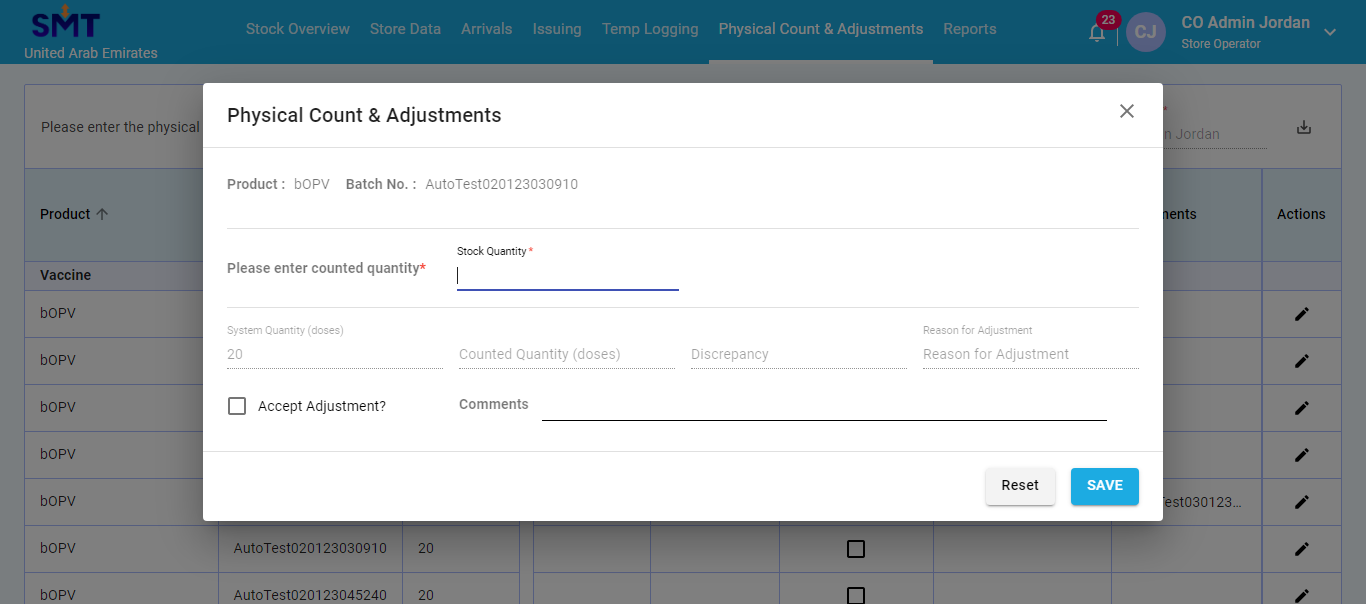 SMT
United Arab Emirates
Stock Overview Store Data Arrivals Issuing Temp Logging Physical Count & Adjustments Reports
23
CJ
CO Admin Jordan
Store Operator
Please enter the physical
n Jordan
Physical Count & Adjustments
Product : bOPV Batch No. : AutoTest020123030910
Stock Quantity *
Please enter counted quantity*
System Quantity (doses) Reason for Adjustment
20 Counted Quantity (doses) Discrepancy Reason for Adjustment
Accept Adjustment? Comments
Reset SAVE
Product ments Actions
Vaccine
bOPV
bOPV
bOPV
bOPV
bOPV Test030123...
bOPV AutoTest020123030910 20
bOPV AutoTest020123045240 20